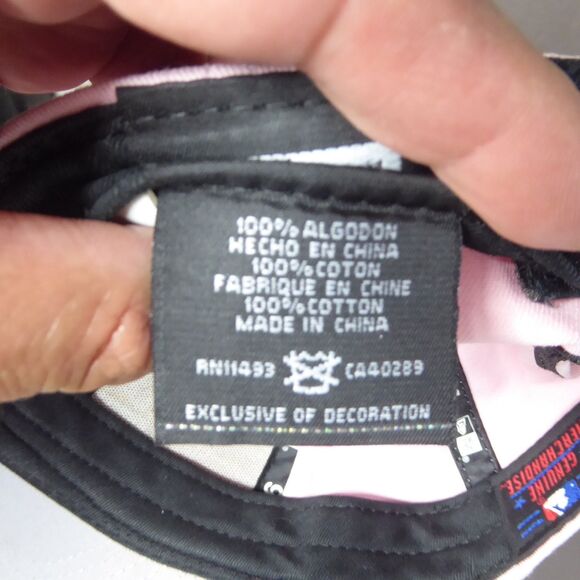 100% ALGODON
HECHO EN CHINA
100% COTON
FABRIQUE EN CHINE
100% COTTON
MADE IN CHINA
RN11493 CA40289
EXCLUSIVE OF DECORATION
GENUINE
MERCHANDISE